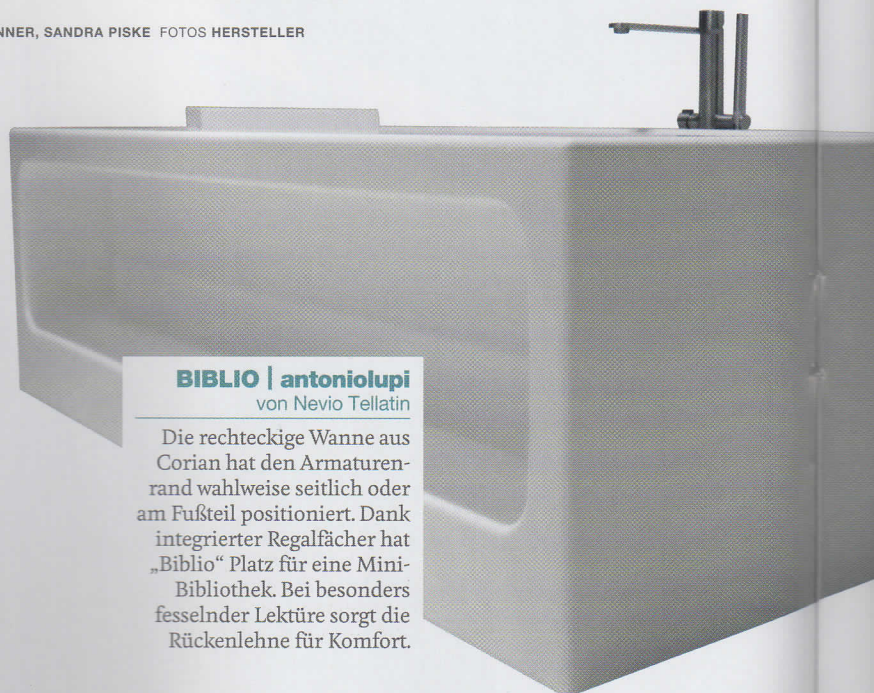 SANDRA PISKE FOTOS HERSTELLER
BIBLIO | antoniolupi
von Nevio Tellatin
Die rechteckige Wanne aus
Corian hat den Armaturen-
rand wahlweise seitlich oder
am Fußteil positioniert. Dank
integrierter Regalfächer hat
„Biblio“ Platz für eine Mini-
Bibliothek. Bei besonders
fesselnder Lektüre sorgt die
Rückenlehne für Komfort.